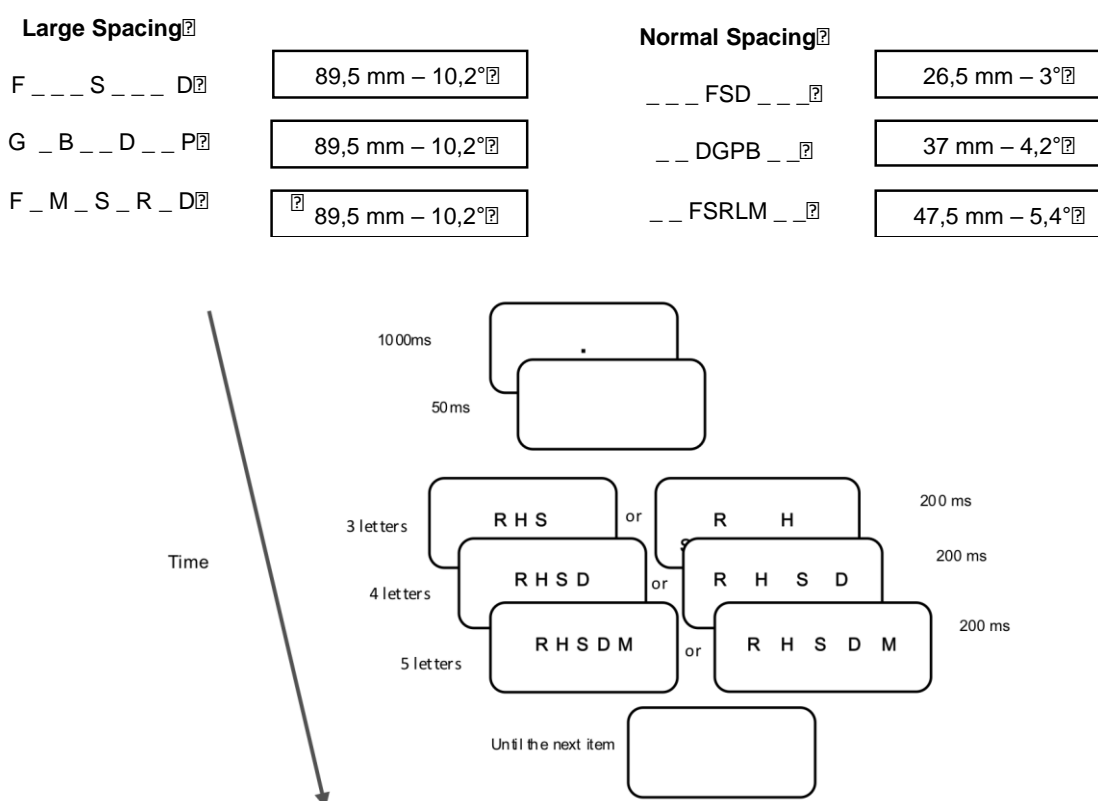 Large Spacing
F _ _ _ S _ _ _ D
89,5 mm – 10,2°
G _ B _ _ D _ _ P
89,5 mm – 10,2°
F _ M _ S _ R _ D
89,5 mm – 10,2°
Normal Spacing
_ _ _ FSD _ _ _
26,5 mm – 3°
_ _ DGPB _ _
37 mm – 4,2°
_ _ FSRLM _ _
47,5 mm – 5,4°
1000ms
50ms
3 letters
R H S
or
R H
S
200 ms
Time
4 letters
R H S D
or
R H S D
200 ms
5 letters
R H S D M
or
R H S D M
200 ms
Until the next item